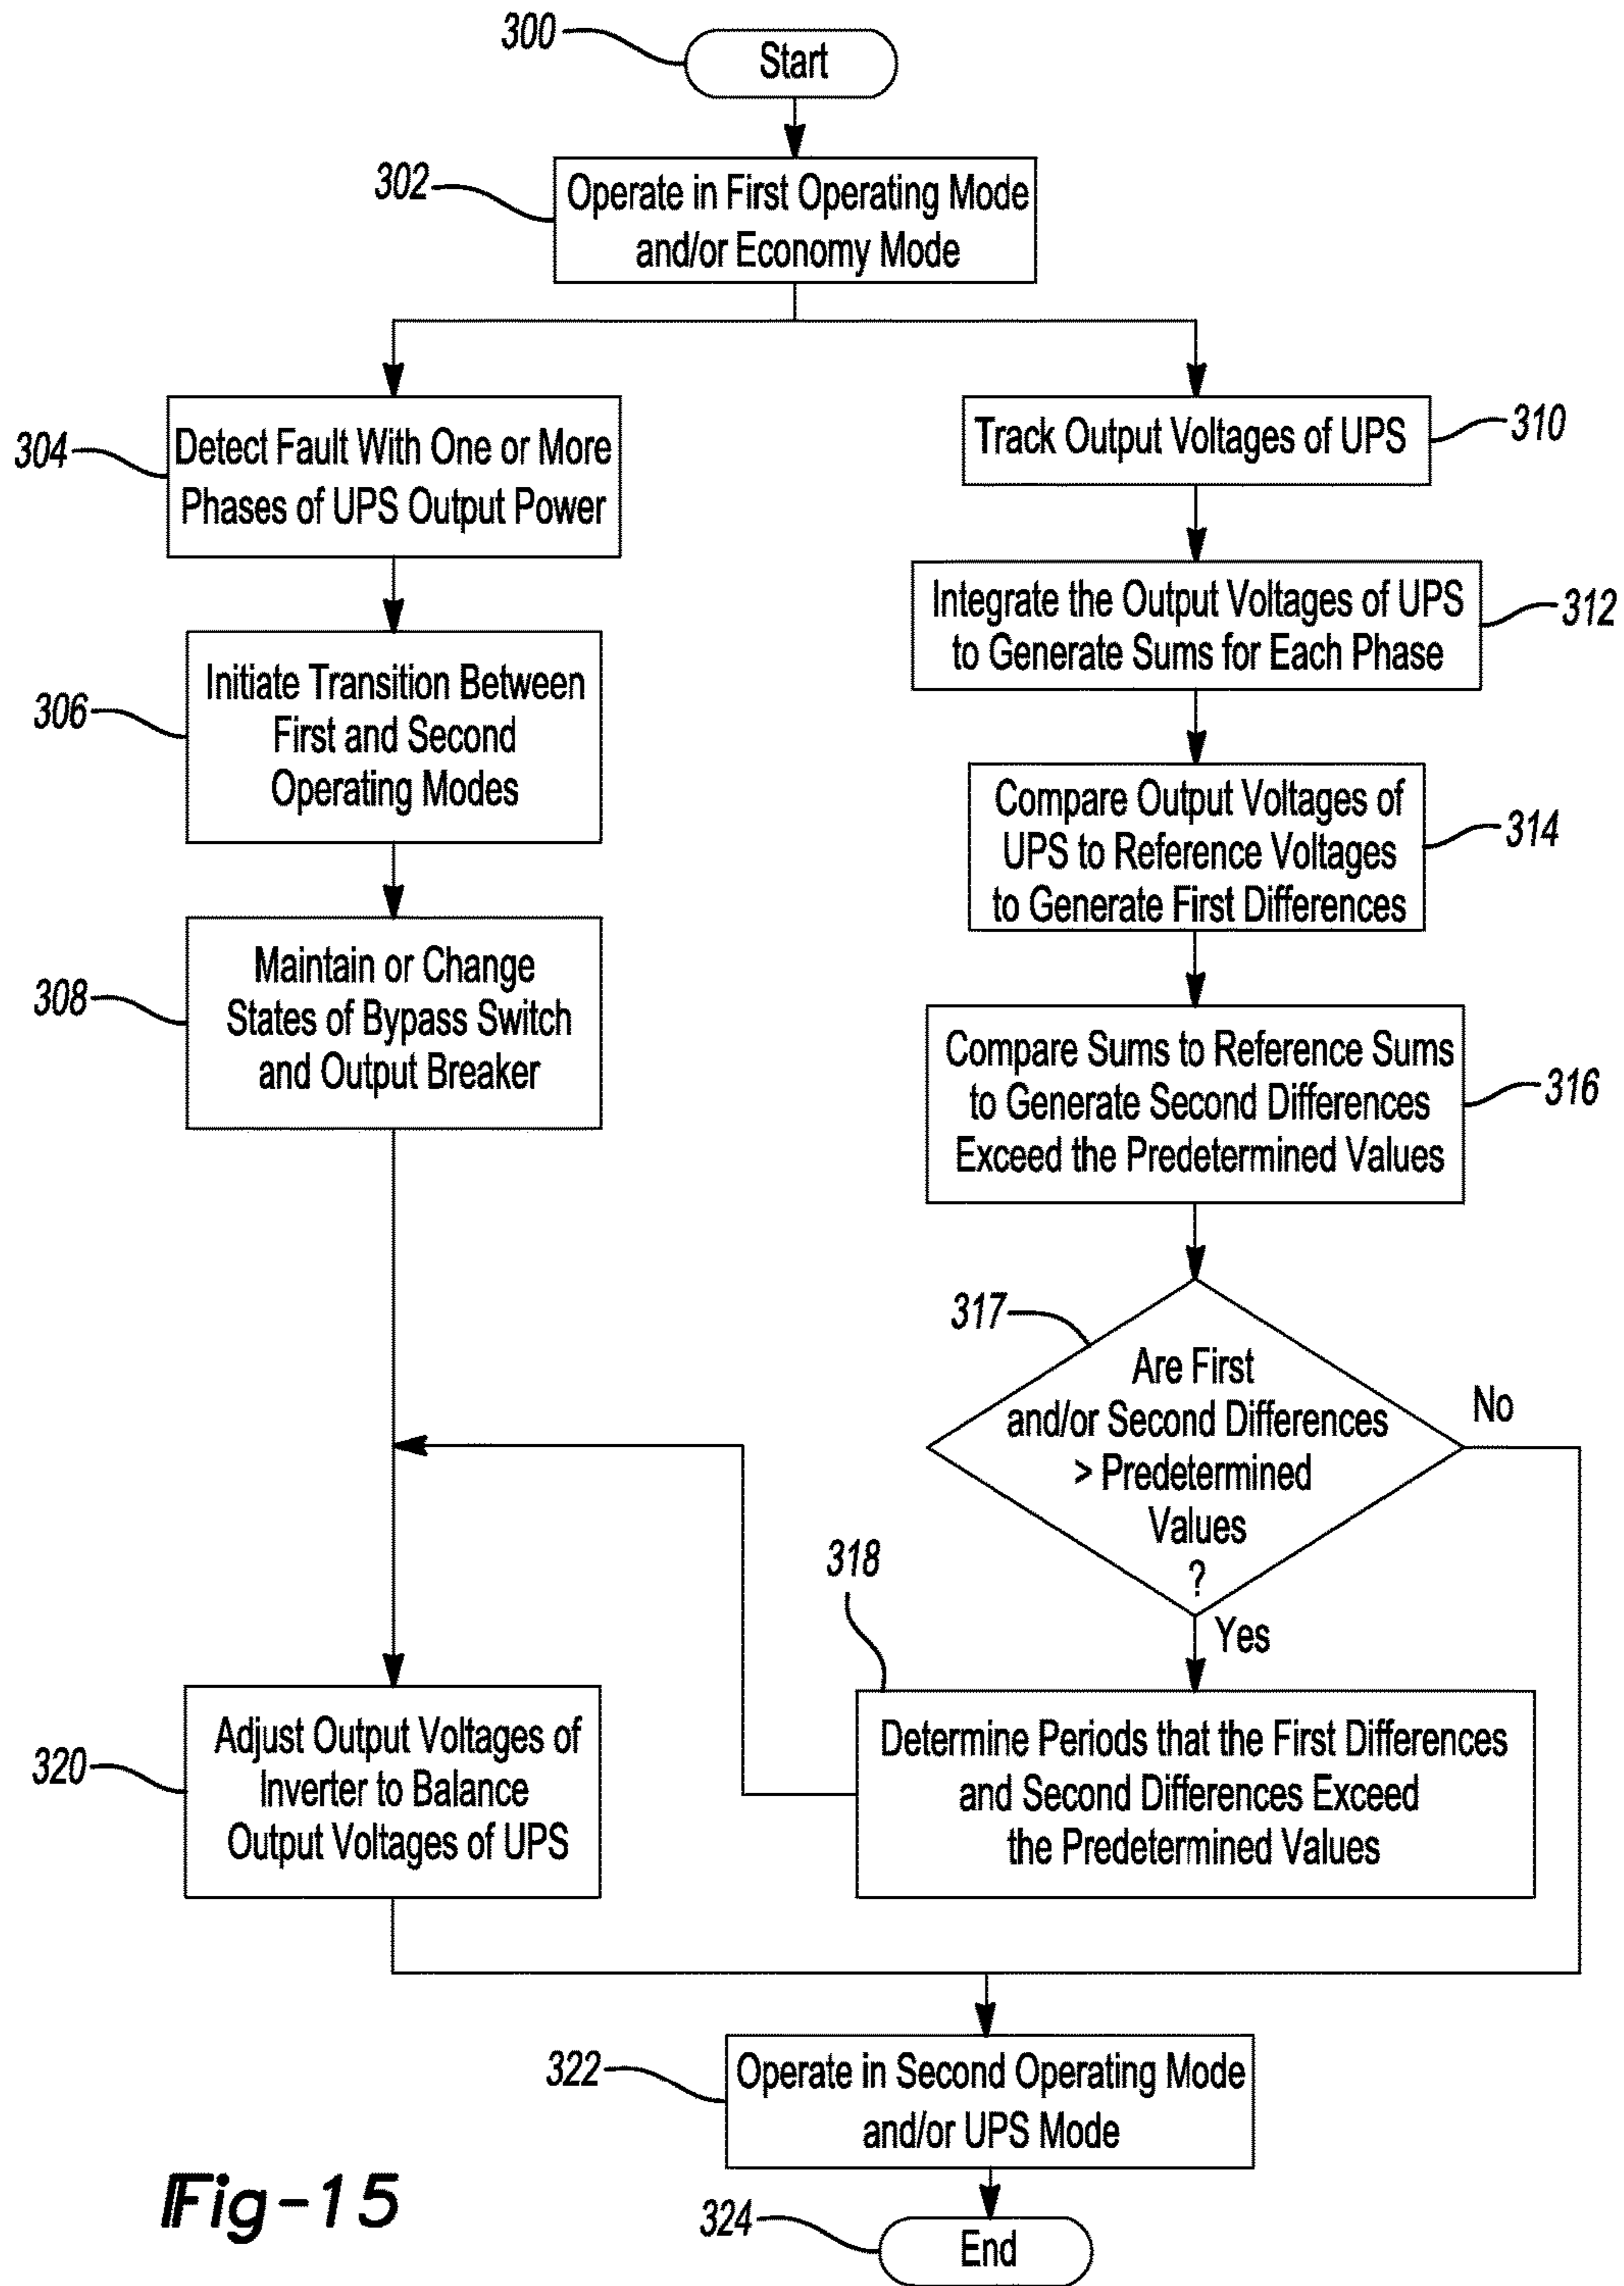 300
Start
302
Operate in First Operating Mode
and/or Economy Mode
304
Detect Fault With One or More
Phases of UPS Output Power
306
Initiate Transition Between
First and Second
Operating Modes
308
Maintain or Change
States of Bypass Switch
and Output Breaker
Track Output Voltages of UPS
310
Integrate the Output Voltages of UPS
to Generate Sums for Each Phase
312
Compare Output Voltages of
UPS to Reference Voltages
to Generate First Differences
314
Compare Sums to Reference Sums
to Generate Second Differences
Exceed the Predetermined Values
316
317
Are First
and/or Second Differences
> Predetermined
Values
?
No
Yes
318
Determine Periods that the First Differences
and Second Differences Exceed
the Predetermined Values
320
Adjust Output Voltages of
Inverter to Balance
Output Voltages of UPS
322
Operate in Second Operating Mode
and/or UPS Mode
324
End
Fig-15